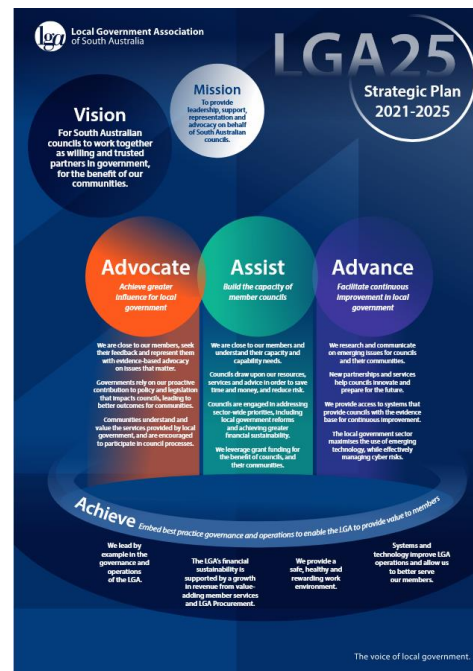 lga
Local Government Association
of South Australia
LGA25
Strategic Plan
2021-2025
Vision
For South Australian
councils to work together
as willing and trusted
partners in government,
for the benefit of our
communities.
Mission
To provide
leadership, support,
representation and
advocacy on behalf
of South Australian
councils.
Advocate
Achieve greater
influence for local
government
We are close to our members, seek
their feedback and represent them
with evidence-based advocacy
on issues that matter.
Governments rely on our proactive
contribution to policy and legislation
that impacts councils, leading to
better outcomes for communities.
Communities understand and
value the services provided by local
government, and are encouraged
to participate in council processes.
Assist
Build the capacity of
member councils
We are close to our members and
understand their capacity and
capability needs.
Councils draw upon our resources,
services and advice in order to save
time and money, and reduce risk.
Councils are engaged in addressing
sector-wide priorities, including
local government reforms
and achieving greater
financial sustainability.
We leverage grant funding for
the benefit of councils, and
their communities.
Advance
Facilitate continuous
improvement in local
government
We research and communicate
on emerging issues for councils
and their communities.
New partnerships and services
help councils innovate and
prepare for the future.
We provide access to systems that
provide councils with the evidence
base for continuous improvement.
The local government sector
maximises the use of emerging
technology, while effectively
managing cyber risks.
Achieve Embed best practice governance and operations to enable the LGA to provide value to members
We lead by
example in the
governance and
operations
of the LGA.
The LGA's financial
sustainability is
supported by a growth
in revenue from value-
adding member services
and LGA Procurement.
We provide a
safe, healthy and
rewarding work
environment.
Systems and
technology improve LGA
operations and allow us
to better serve
our members.
The voice of local government.